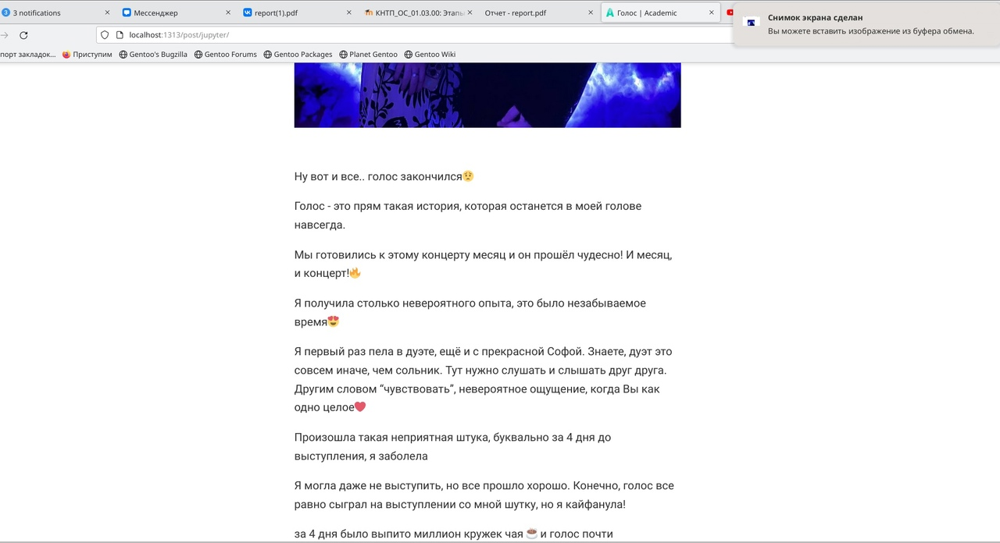 3 notifications
Мессенджер
report(1).pdf
КНТП_ОС_01.03.00: Этапы
Отчет - report.pdf
Голос | Academic
Снимок экрана сделан
Вы можете вставить изображение из буфера обмена.
localhost:1313/post/jupyter/
порт закладок... Приступим Gentoo's Bugzilla Gentoo Forums Gentoo Packages Planet Gentoo Gentoo Wiki
Ну вот и все.. голос закончился🤨
Голос - это прям такая история, которая останется в моей голове
навсегда.
Мы готовились к этому концерту месяц и он прошёл чудесно! И месяц,
и концерт!🔥
Я получила столько невероятного опыта, это было незабываемое
время😍
Я первый раз пела в дуэте, ещё и с прекрасной Софой. Знаете, дуэт это
совсем иначе, чем сольник. Тут нужно слушать и слышать друг друга.
Другим словом “чувствовать”, невероятное ощущение, когда Вы как
одно целое❤️
Произошла такая неприятная штука, буквально за 4 дня до
выступления, я заболела
Я могла даже не выступить, но все прошло хорошо. Конечно, голос все
равно сыграл на выступлении со мной шутку, но я кайфанула!
за 4 дня было выпито миллион кружек чая ☕ и голос почти